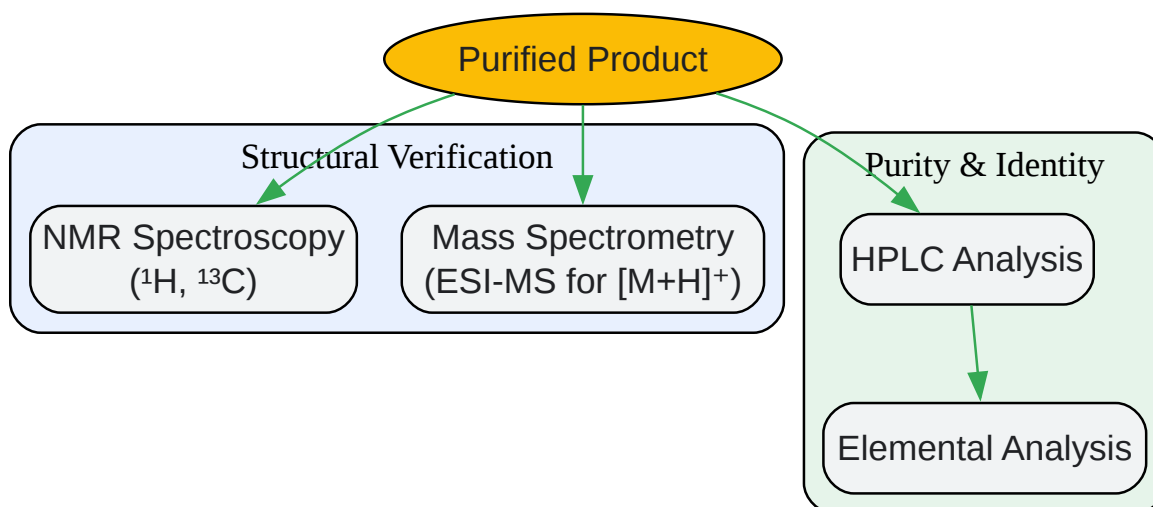 Purified Product
Structural Verification
NMR Spectroscopy
(¹H, ¹³C)
Mass Spectrometry
(ESI-MS for [M+H]⁺)
Purity & Identity
HPLC Analysis
Elemental Analysis